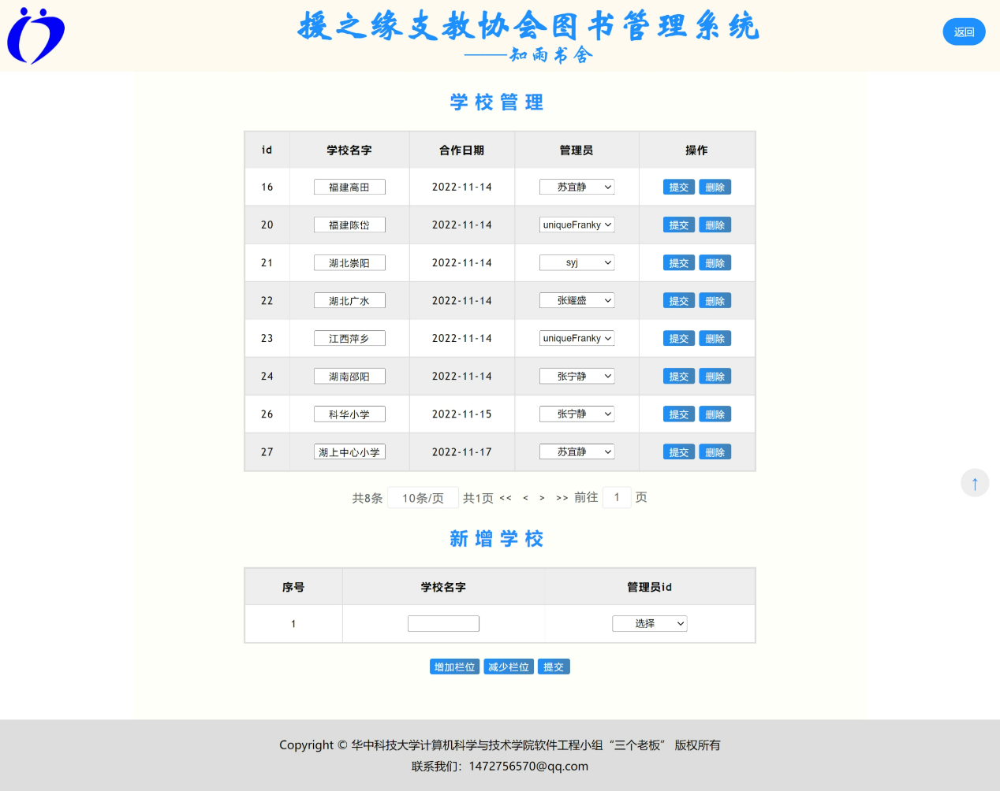 援之缘支教协会图书管理系统
——知雨书舍
返回
学校管理
id 学校名字 合作日期 管理员 操作
16 福建高田 2022-11-14 苏宜静 提交 删除
20 福建陈岱 2022-11-14 uniqueFranky 提交 删除
21 湖北崇阳 2022-11-14 syj 提交 删除
22 湖北广水 2022-11-14 张耀盛 提交 删除
23 江西萍乡 2022-11-14 uniqueFranky 提交 删除
24 湖南邵阳 2022-11-14 张宁静 提交 删除
26 科华小学 2022-11-15 张宁静 提交 删除
27 湖上中心小学 2022-11-17 苏宜静 提交 删除
共8条 10条/页 共1页 << < > >> 前往 1 页
↑
新增学校
序号 学校名字 管理员id
1 选择
增加栏位 减少栏位 提交
Copyright © 华中科技大学计算机科学与技术学院软件工程小组“三个老板” 版权所有
联系我们：1472756570@qq.com